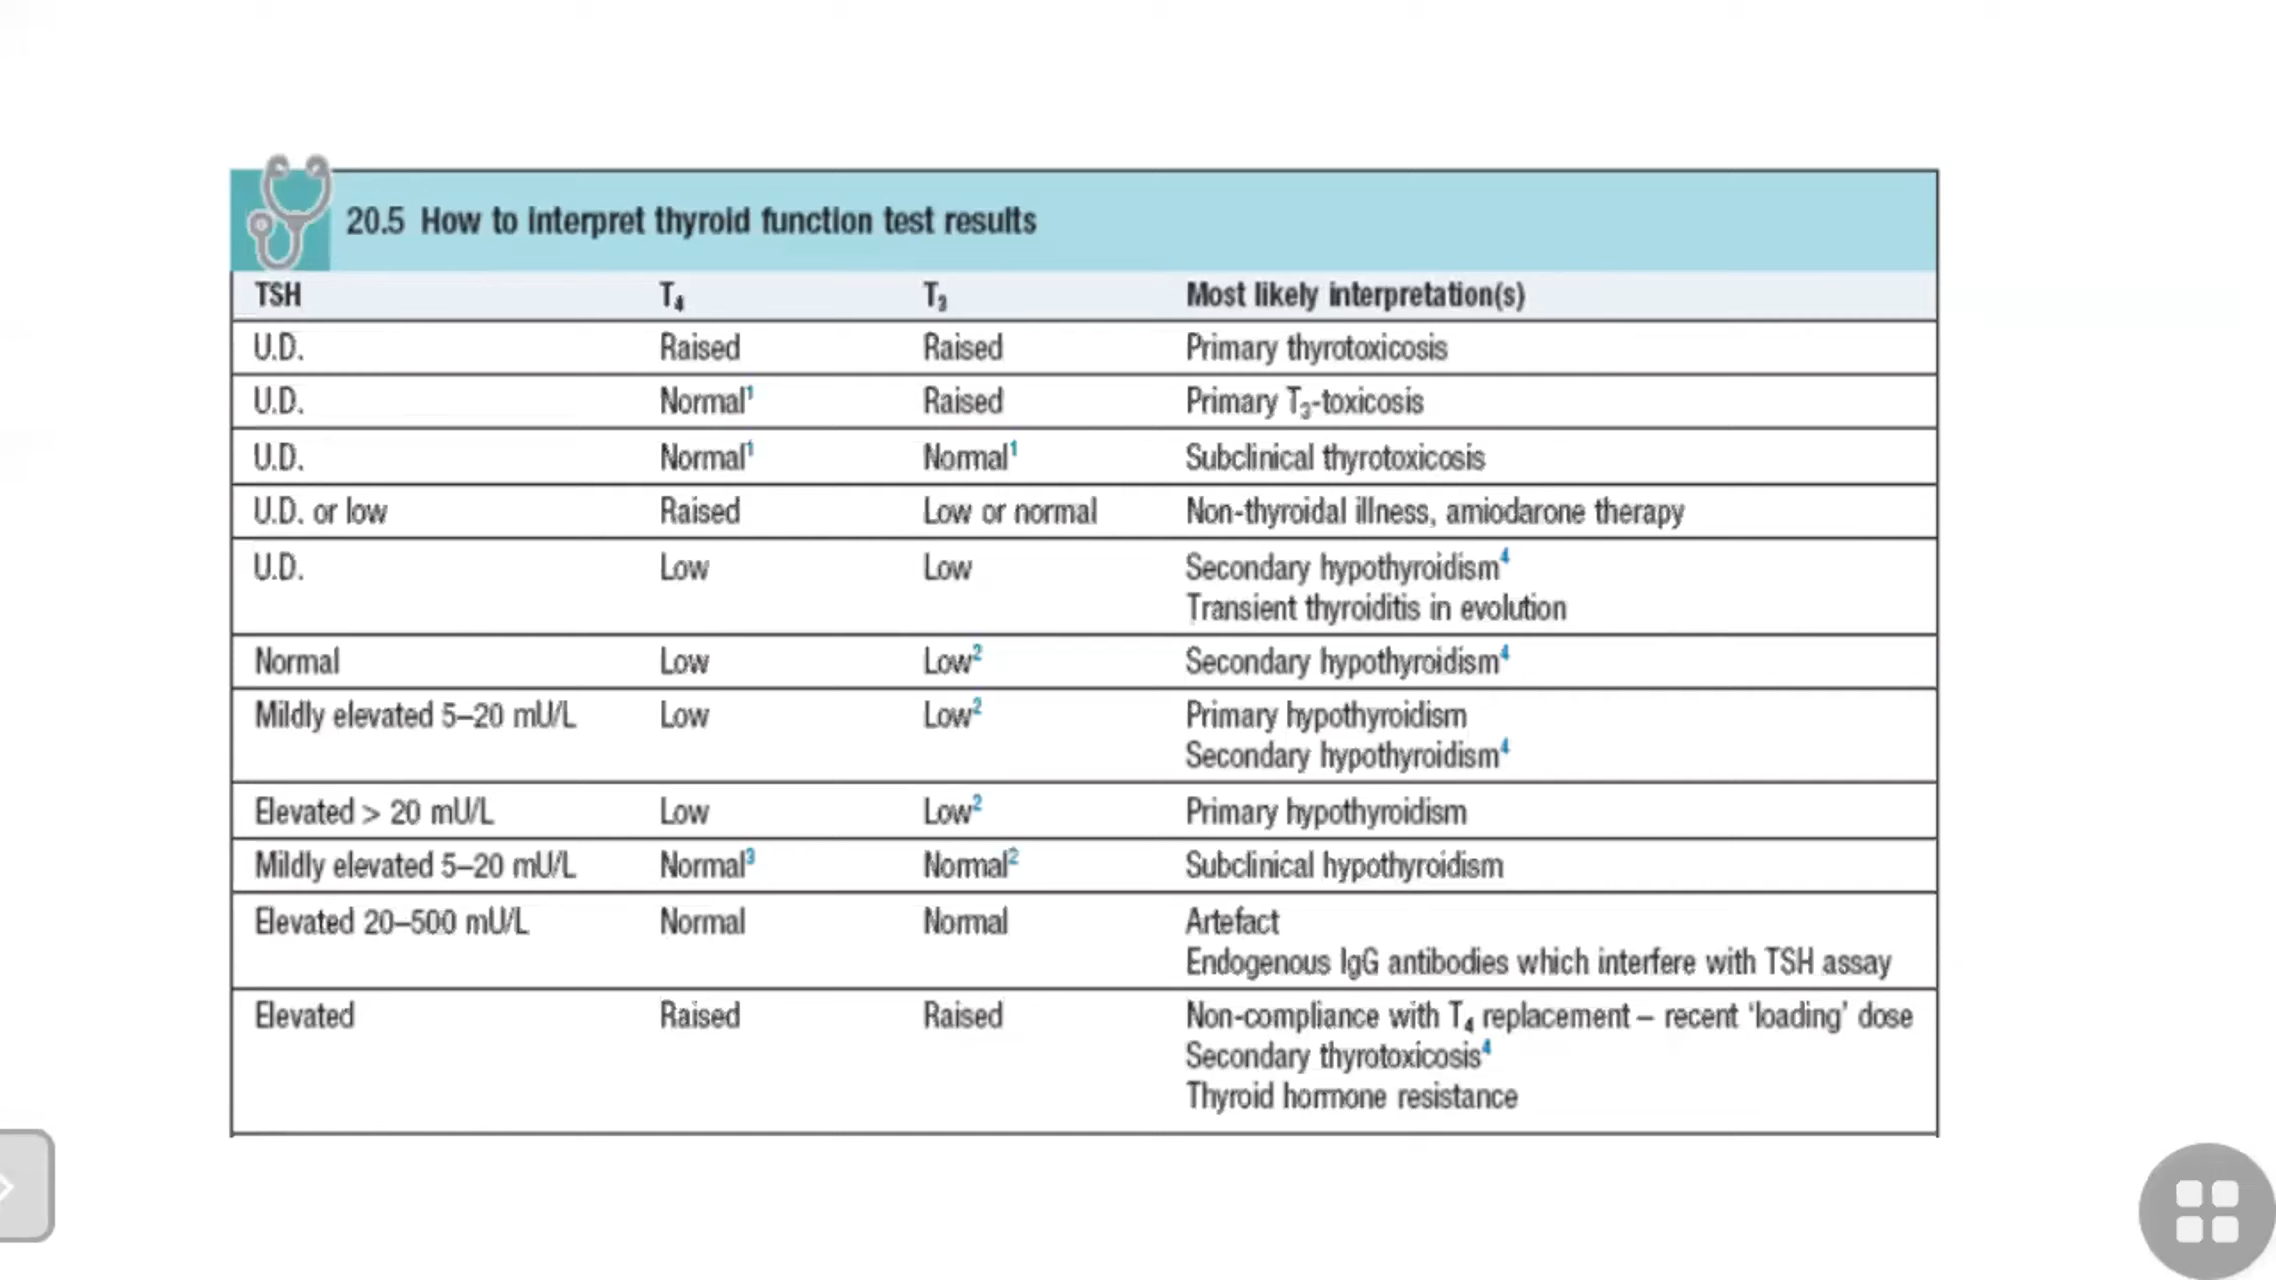 20.5 How to interpret thyroid function test results
TSH T₄ T₃ Most likely interpretation(s)
U.D. Raised Raised Primary thyrotoxicosis
U.D. Normal¹ Raised Primary T₃-toxicosis
U.D. Normal¹ Normal¹ Subclinical thyrotoxicosis
U.D. or low Raised Low or normal Non-thyroidal illness, amiodarone therapy
U.D. Low Low Secondary hypothyroidism⁴
Transient thyroiditis in evolution
Normal Low Low² Secondary hypothyroidism⁴
Mildly elevated 5–20 mU/L Low Low² Primary hypothyroidism
Secondary hypothyroidism⁴
Elevated > 20 mU/L Low Low² Primary hypothyroidism
Mildly elevated 5–20 mU/L Normal³ Normal² Subclinical hypothyroidism
Elevated 20–500 mU/L Normal Normal Artefact
Endogenous IgG antibodies which interfere with TSH assay
Elevated Raised Raised Non-compliance with T₄ replacement – recent ‘loading’ dose
Secondary thyrotoxicosis⁴
Thyroid hormone resistance